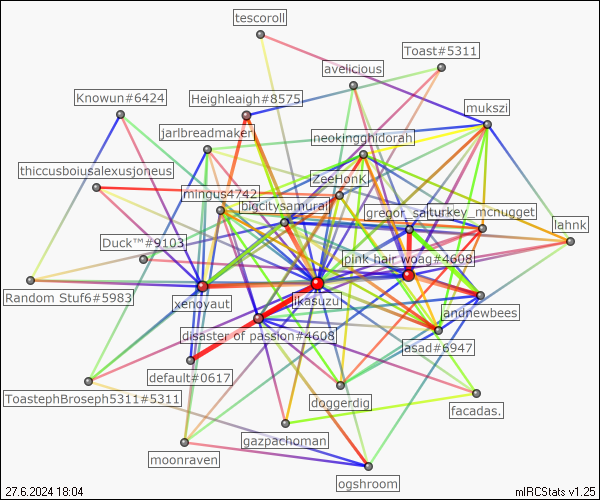 tescoroll
Toast#5311
avelicious
Knowun#6424
Heighleaigh#8575
mukszi
jarlbreadmaker
neokingghidorah
thiccusboiusalexusjoneus
ZeeHonK
mingus4742
bigcitysamurai
gregor_sa
turkey_mcnugget
lahnk
Duck™#9103
pink hair woag#4608
Random Stuf6#5983
xenoyaut
ikasuzu
andnewbees
disaster of passion#4608
asad#6947
default#0617
ToastephBroseph5311#5311
doggerdig
facadas.
gazpachoman
moonraven
ogshroom
27.6.2024 18:04
mIRCStats v1.25